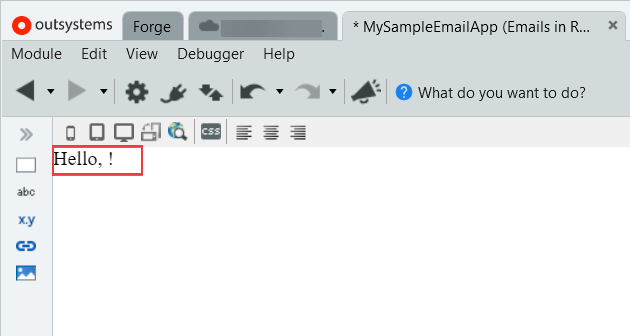 outsystems Forge . * MySampleEmailApp (Emails in R... ×
Module Edit View Debugger Help
? What do you want to do?
CSS
Hello, !
abc
x.y